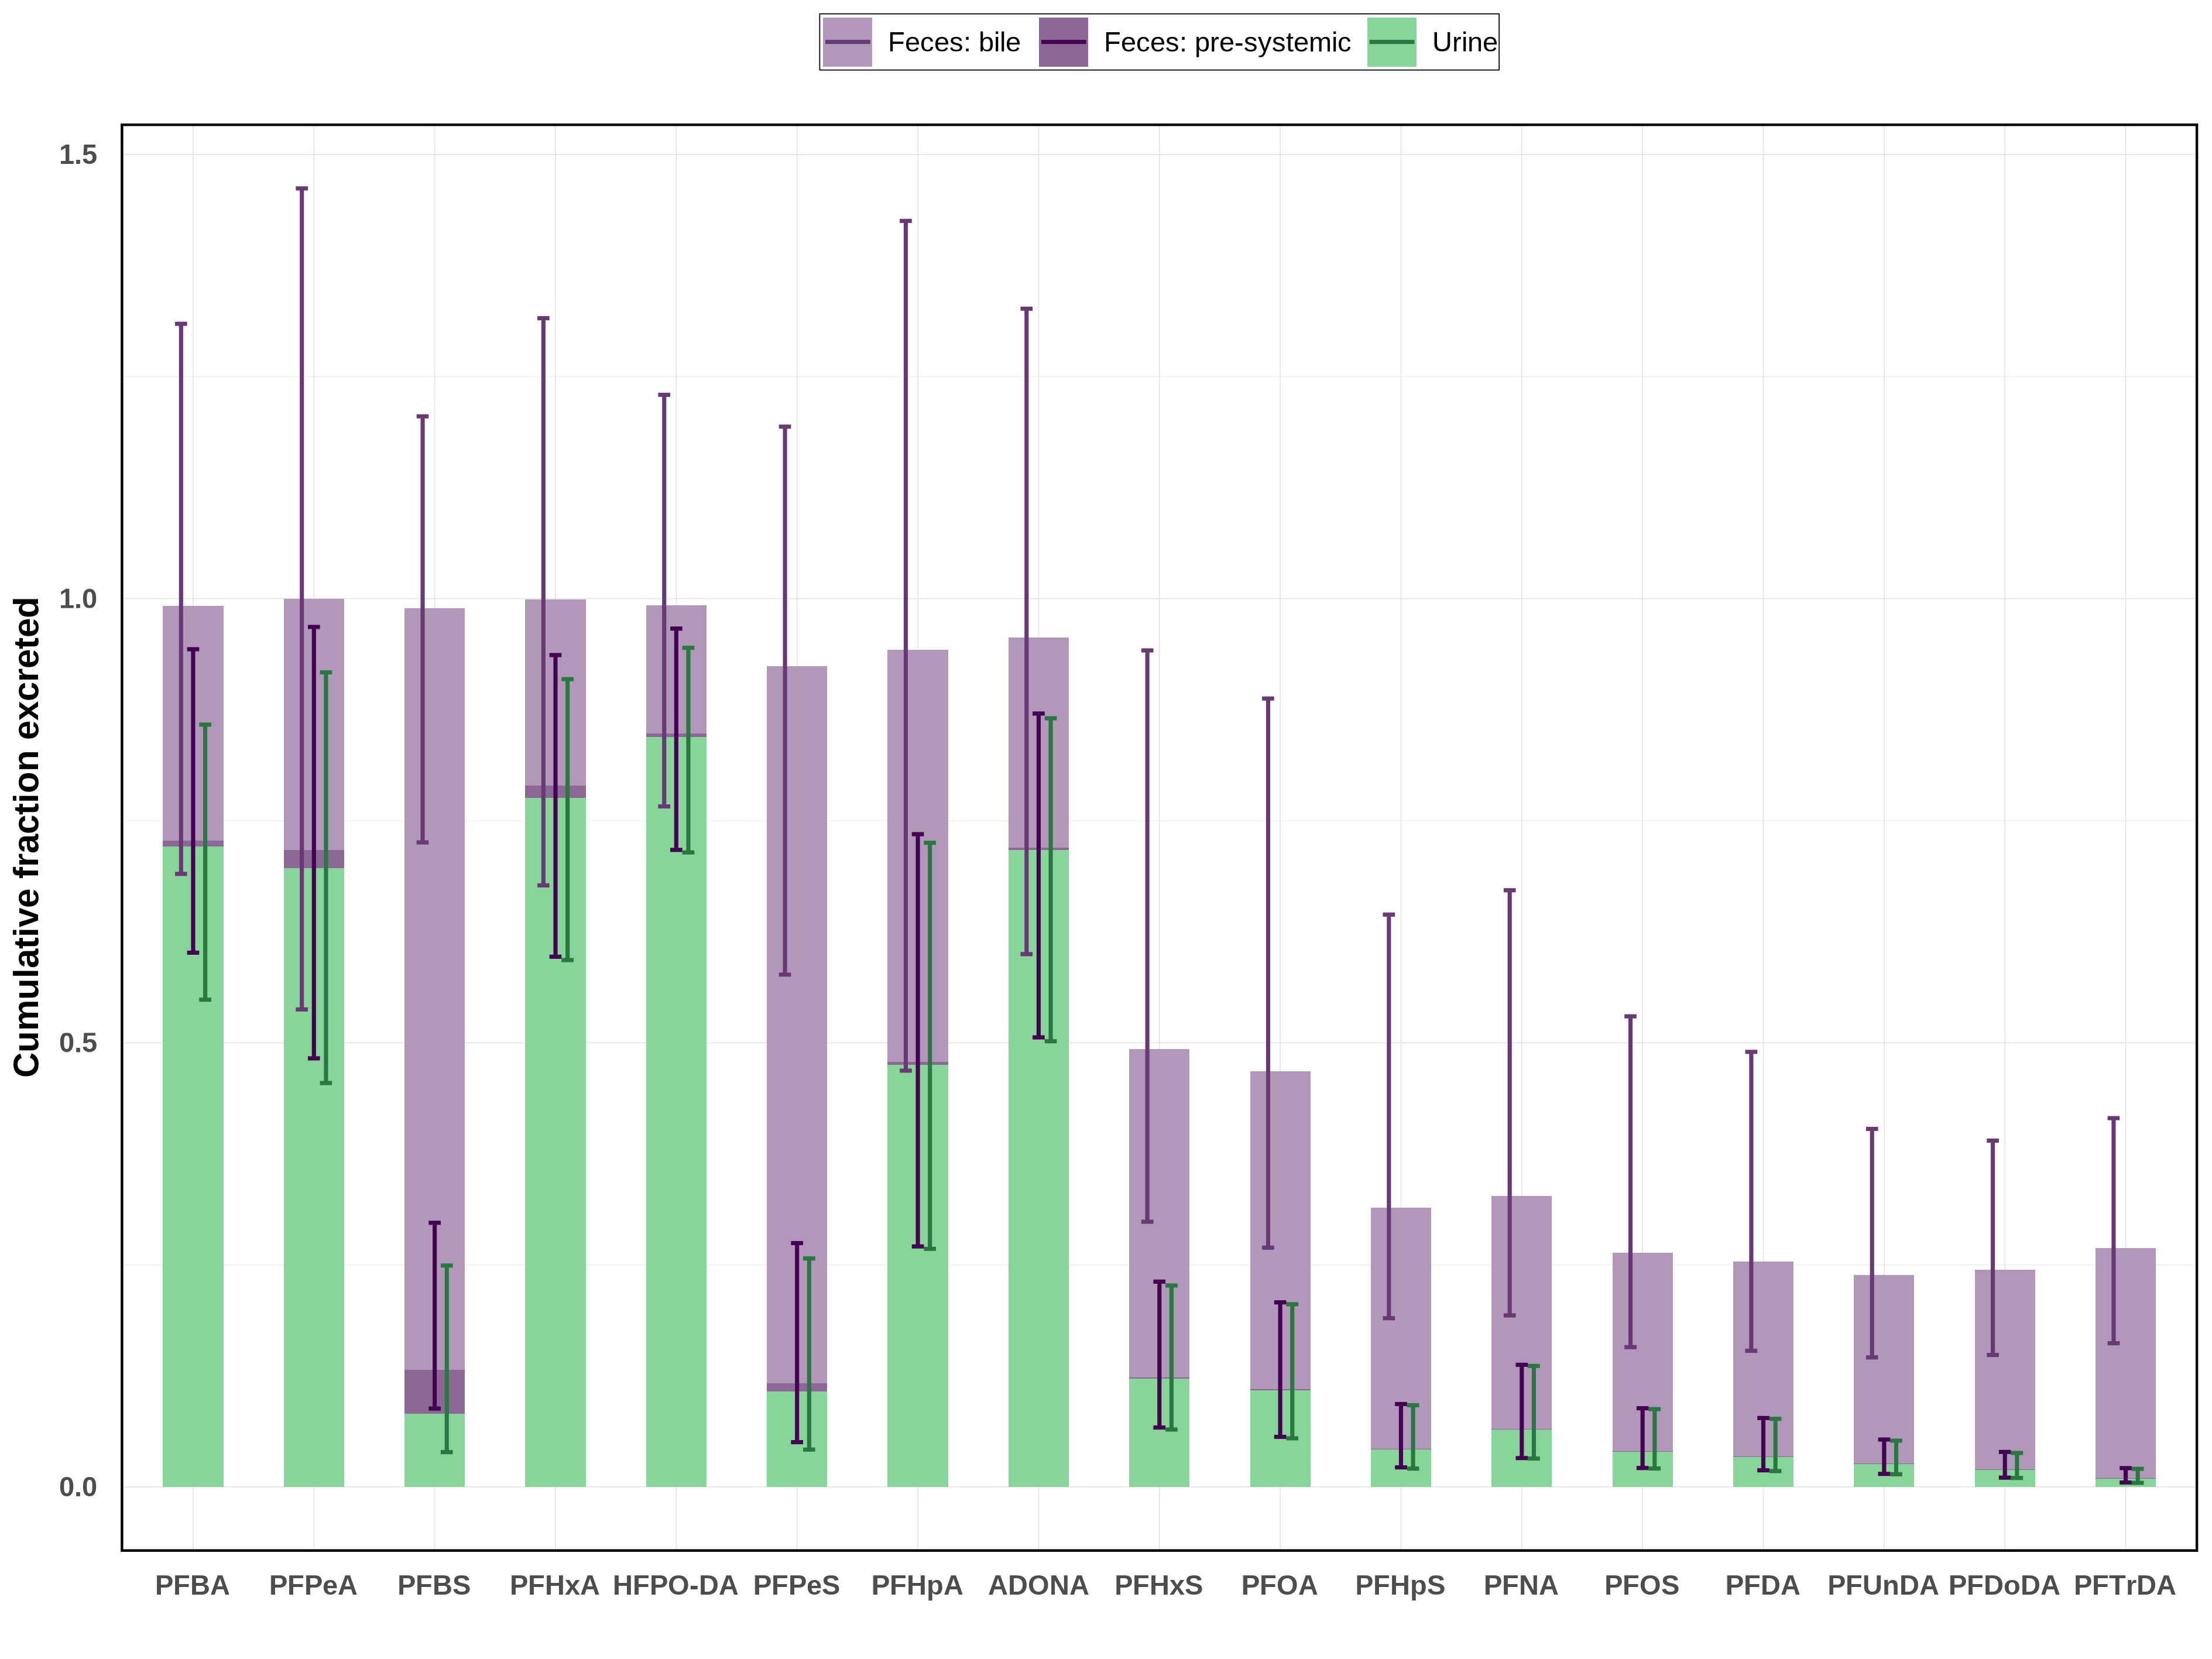 Feces: bile Feces: pre-systemic Urine
Cumulative fraction excreted
1.5
1.0
0.5
0.0
PFBA PFPeA PFBS PFHxA HFPO-DA PFPeS PFHpA ADONA PFHxS PFOA PFHpS PFNA PFOS PFDA PFUnDA PFDoDA PFTrDA